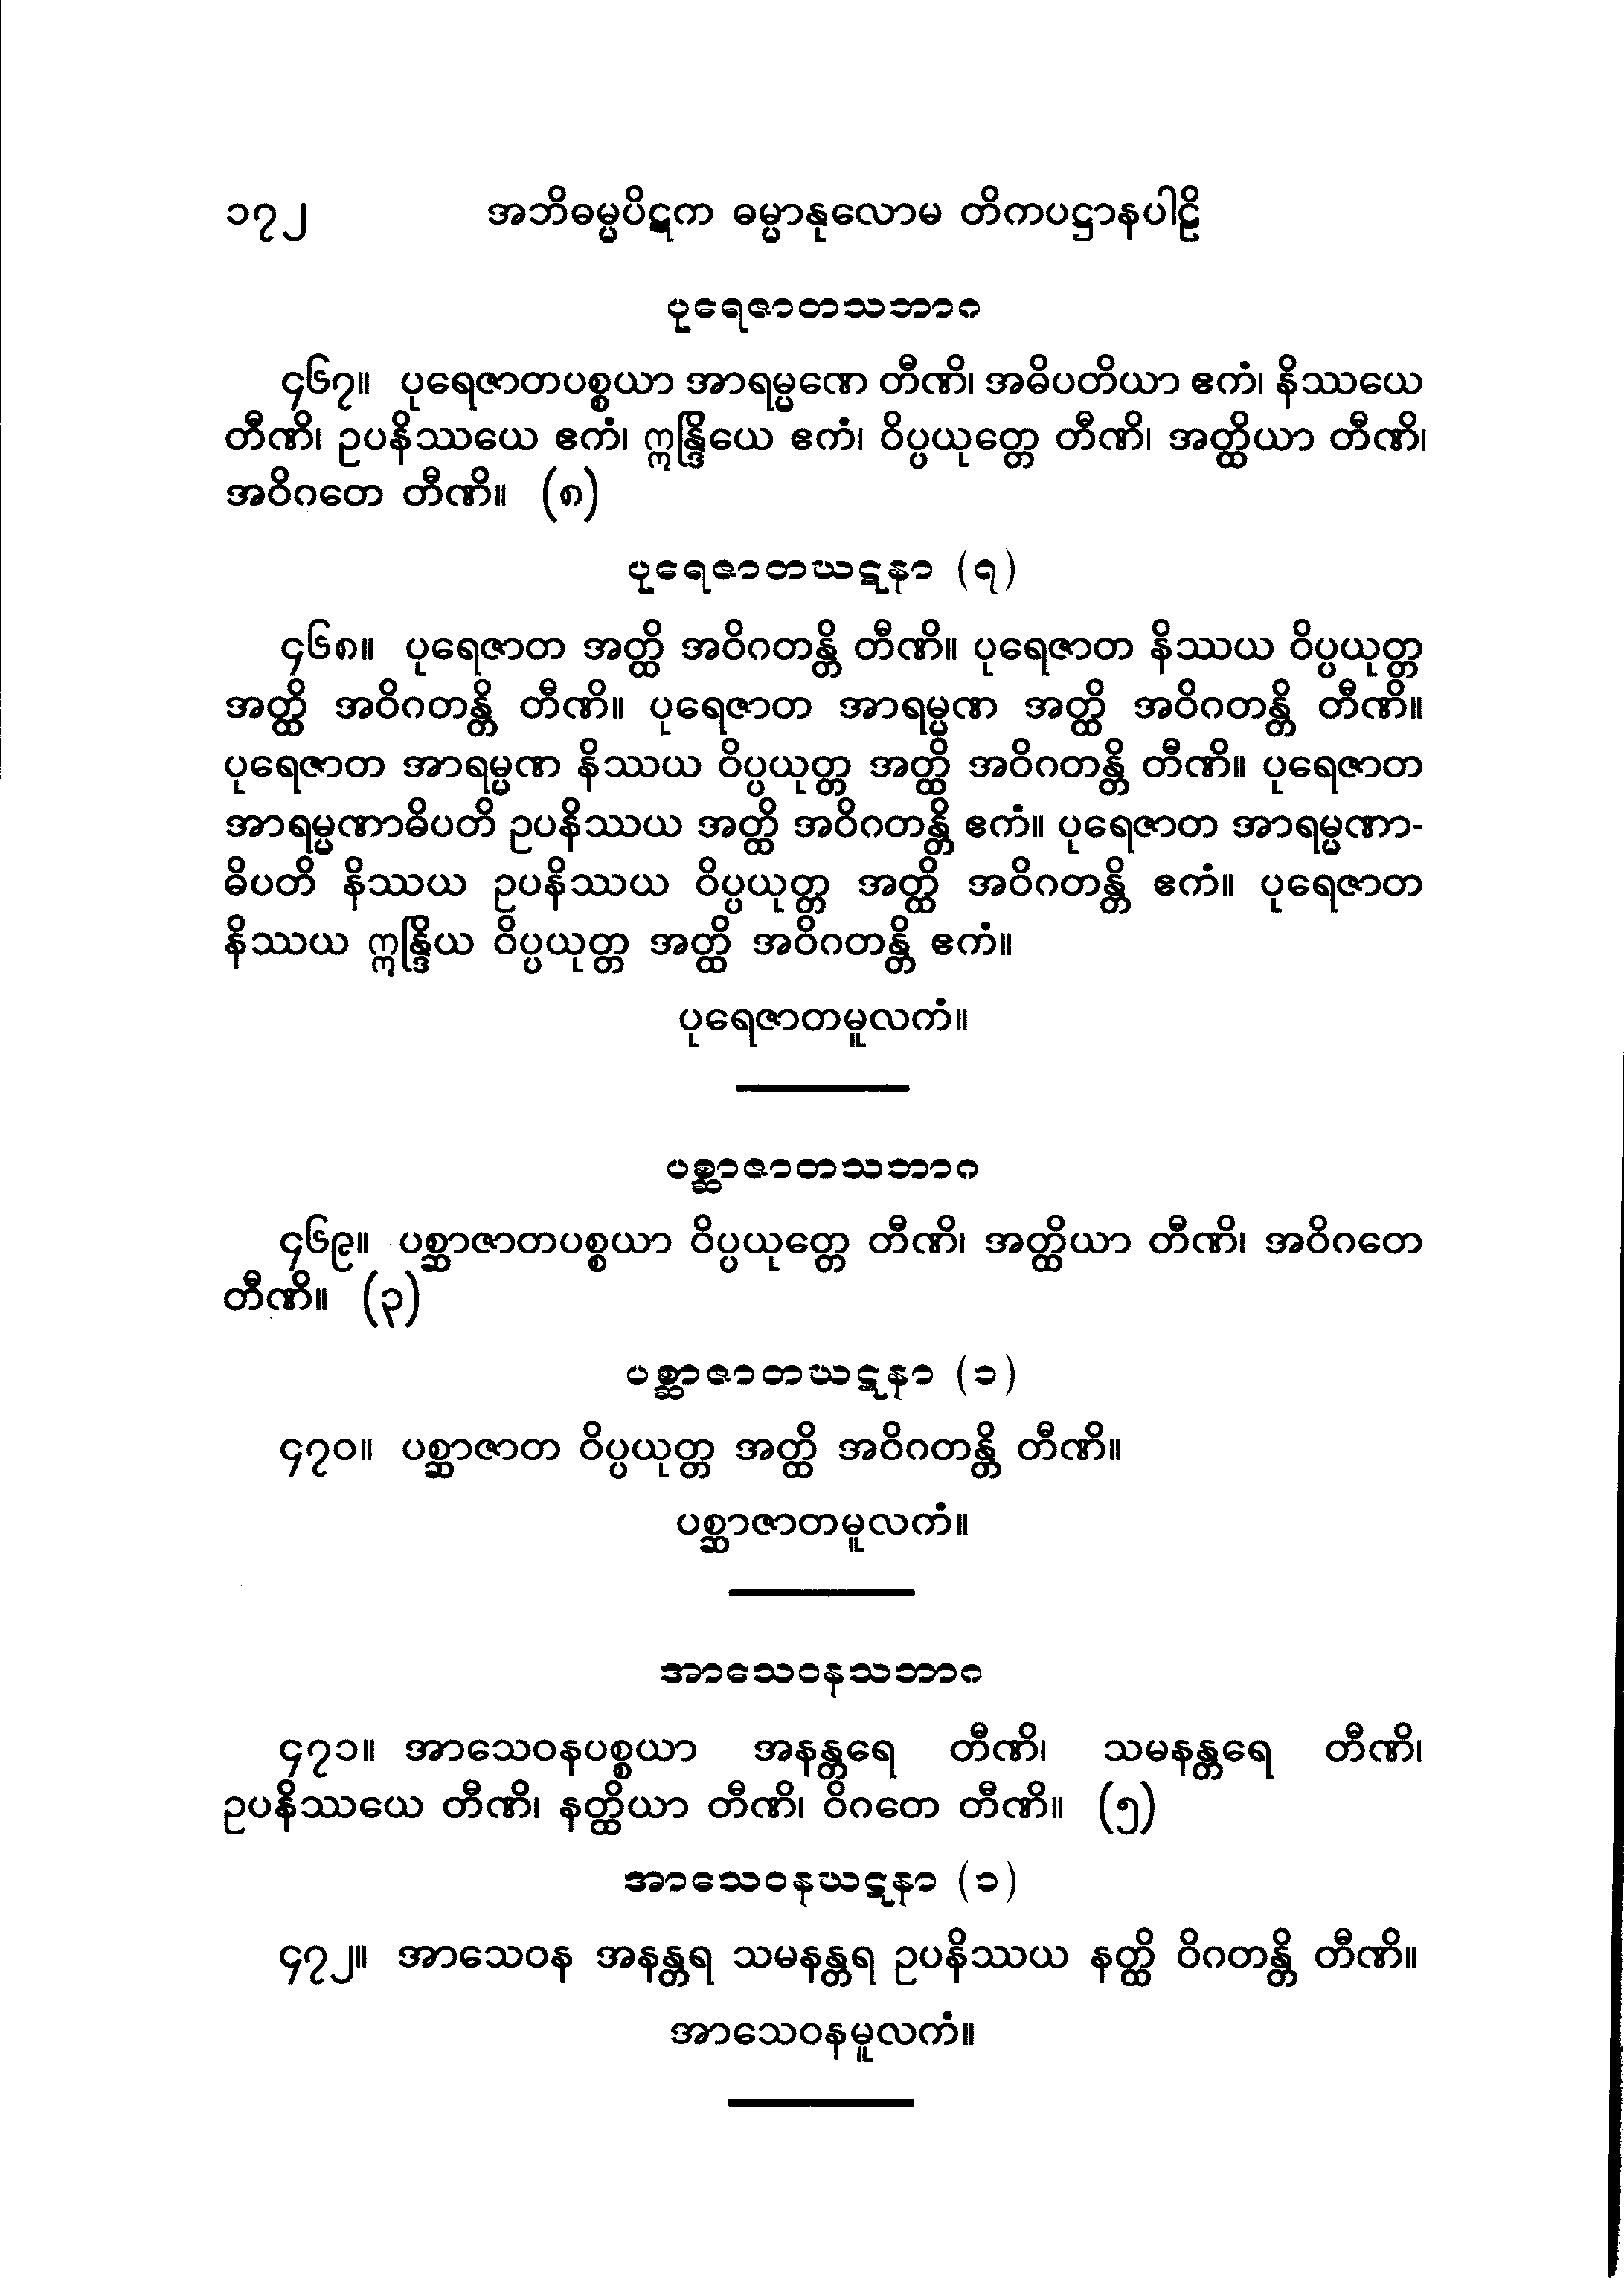 ၁၇၂ အဘိဓမ္မပိဋက ဓမ္မာနုလောမ တိကပဋ္ဌာနပါဠိ
ပုရေဇာတသဘာဂ
၄၆၇။ ပုရေဇာတပစ္စယာ အာရမ္မဏေ တီဏိ၊ အဓိပတိယာ ဧကံ၊ နိဿယေ
တီဏိ၊ ဥပနိဿယေ ဧကံ၊ ဣန္ဒြိယေ ဧကံ၊ ဝိပ္ပယုတ္တေ တီဏိ၊ အတ္ထိယာ တီဏိ၊
အဝိဂတေ တီဏိ။ (၈)
ပုရေဇာတဃဋနာ (၇)
၄၆၈။ ပုရေဇာတ အတ္ထိ အဝိဂတန္တိ တီဏိ။ ပုရေဇာတ နိဿယ ဝိပ္ပယုတ္တ
အတ္ထိ အဝိဂတန္တိ တီဏိ။ ပုရေဇာတ အာရမ္မဏ အတ္ထိ အဝိဂတန္တိ တီဏိ။
ပုရေဇာတ အာရမ္မဏ နိဿယ ဝိပ္ပယုတ္တ အတ္ထိ အဝိဂတန္တိ တီဏိ။ ပုရေဇာတ
အာရမ္မဏာဓိပတိ ဥပနိဿယ အတ္ထိ အဝိဂတန္တိ ဧကံ။ ပုရေဇာတ အာရမ္မဏာ-
ဓိပတိ နိဿယ ဥပနိဿယ ဝိပ္ပယုတ္တ အတ္ထိ အဝိဂတန္တိ ဧကံ။ ပုရေဇာတ
နိဿယ ဣန္ဒြိယ ဝိပ္ပယုတ္တ အတ္ထိ အဝိဂတန္တိ ဧကံ။
ပုရေဇာတမူလကံ။
ပစ္ဆာဇာတသဘာဂ
၄၆၉။ ပစ္ဆာဇာတပစ္စယာ ဝိပ္ပယုတ္တေ တီဏိ၊ အတ္ထိယာ တီဏိ၊ အဝိဂတေ
တီဏိ။ (၃)
ပစ္ဆာဇာတဃဋနာ (၁)
၄၇၀။ ပစ္ဆာဇာတ ဝိပ္ပယုတ္တ အတ္ထိ အဝိဂတန္တိ တီဏိ။
ပစ္ဆာဇာတမူလကံ။
အာသေဝနသဘာဂ
၄၇၁။ အာသေဝနပစ္စယာ အနန္တရေ တီဏိ၊ သမနန္တရေ တီဏိ၊
ဥပနိဿယေ တီဏိ၊ နတ္ထိယာ တီဏိ၊ ဝိဂတေ တီဏိ။ (၅)
အာသေဝနဃဋနာ (၁)
၄၇၂။ အာသေဝန အနန္တရ သမနန္တရ ဥပနိဿယ နတ္ထိ ဝိဂတန္တိ တီဏိ။
အာသေဝနမူလကံ။